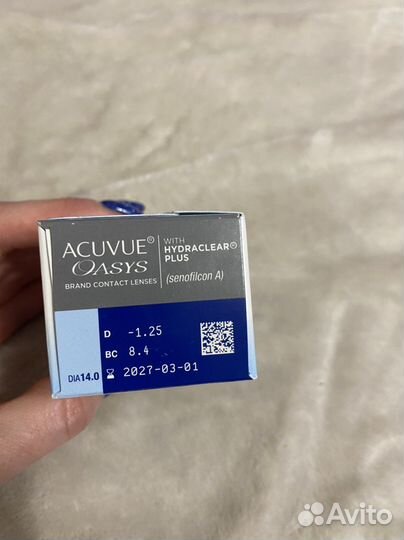 ACUVUE® WITH
HYDRACLEAR®
OASYS PLUS
BRAND CONTACT LENSES (senofilcon A)
D -1.25
BC 8.4
DIA14.0 2027-03-01
Avito